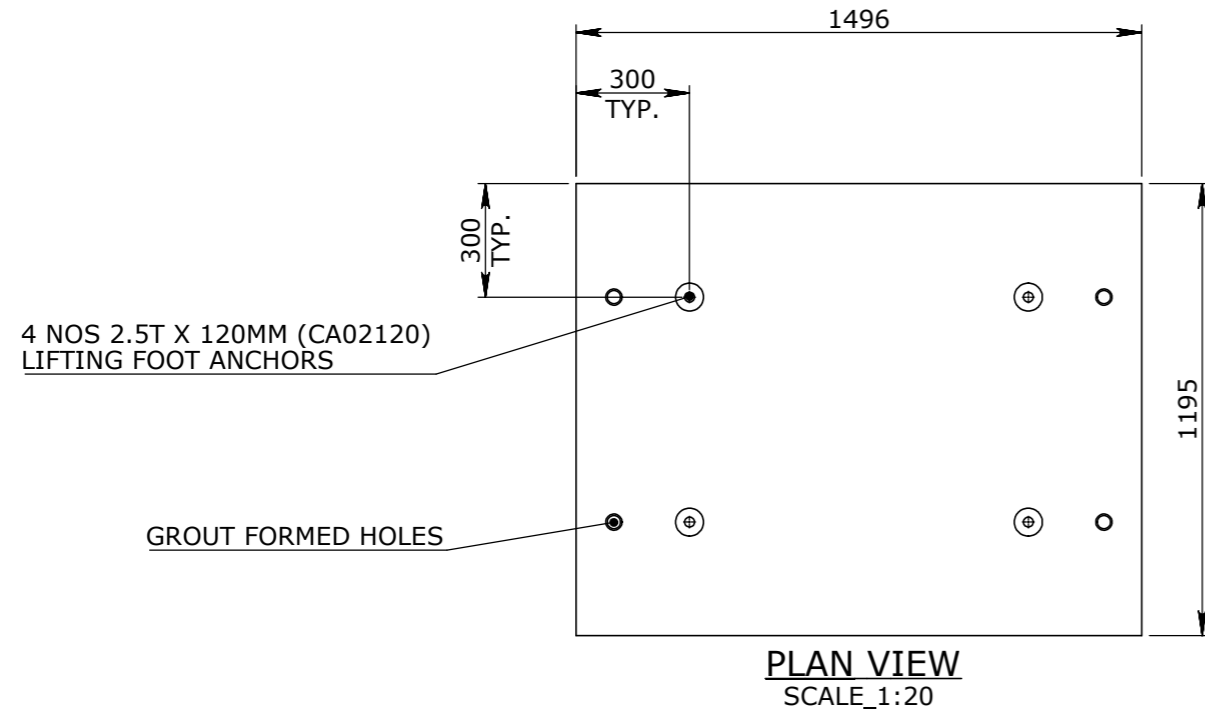 1496
300
TYP.
300
TYP.
4 NOS 2.5T X 120MM (CA02120)
LIFTING FOOT ANCHORS
1195
GROUT FORMED HOLES
PLAN VIEW
SCALE_1:20